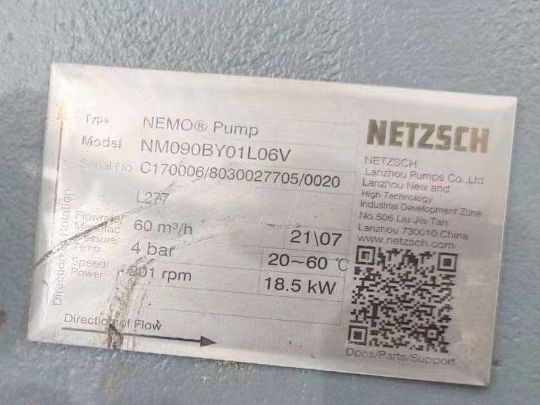 Type NEMO® Pump
Model NM090BY01L06V
Serial No C170006/8030027705/0020
L277
Flowrate/ Manufac 60 m³/h 21\07
Pressure/ Temp. 4 bar 20~60 °C
Speed/ Power 201 rpm 18.5 kW
Direction of Rotation
Direction of Flow
NETZSCH
NETZSCH
Lanzhou Pumps Co.,Ltd
Lanzhou New and
High Technology
Industrial Development Zone
No.506 Liu Jia Tan
Lanzhou 730010,China.
www.netzsch.com
Docs/Parts/Support